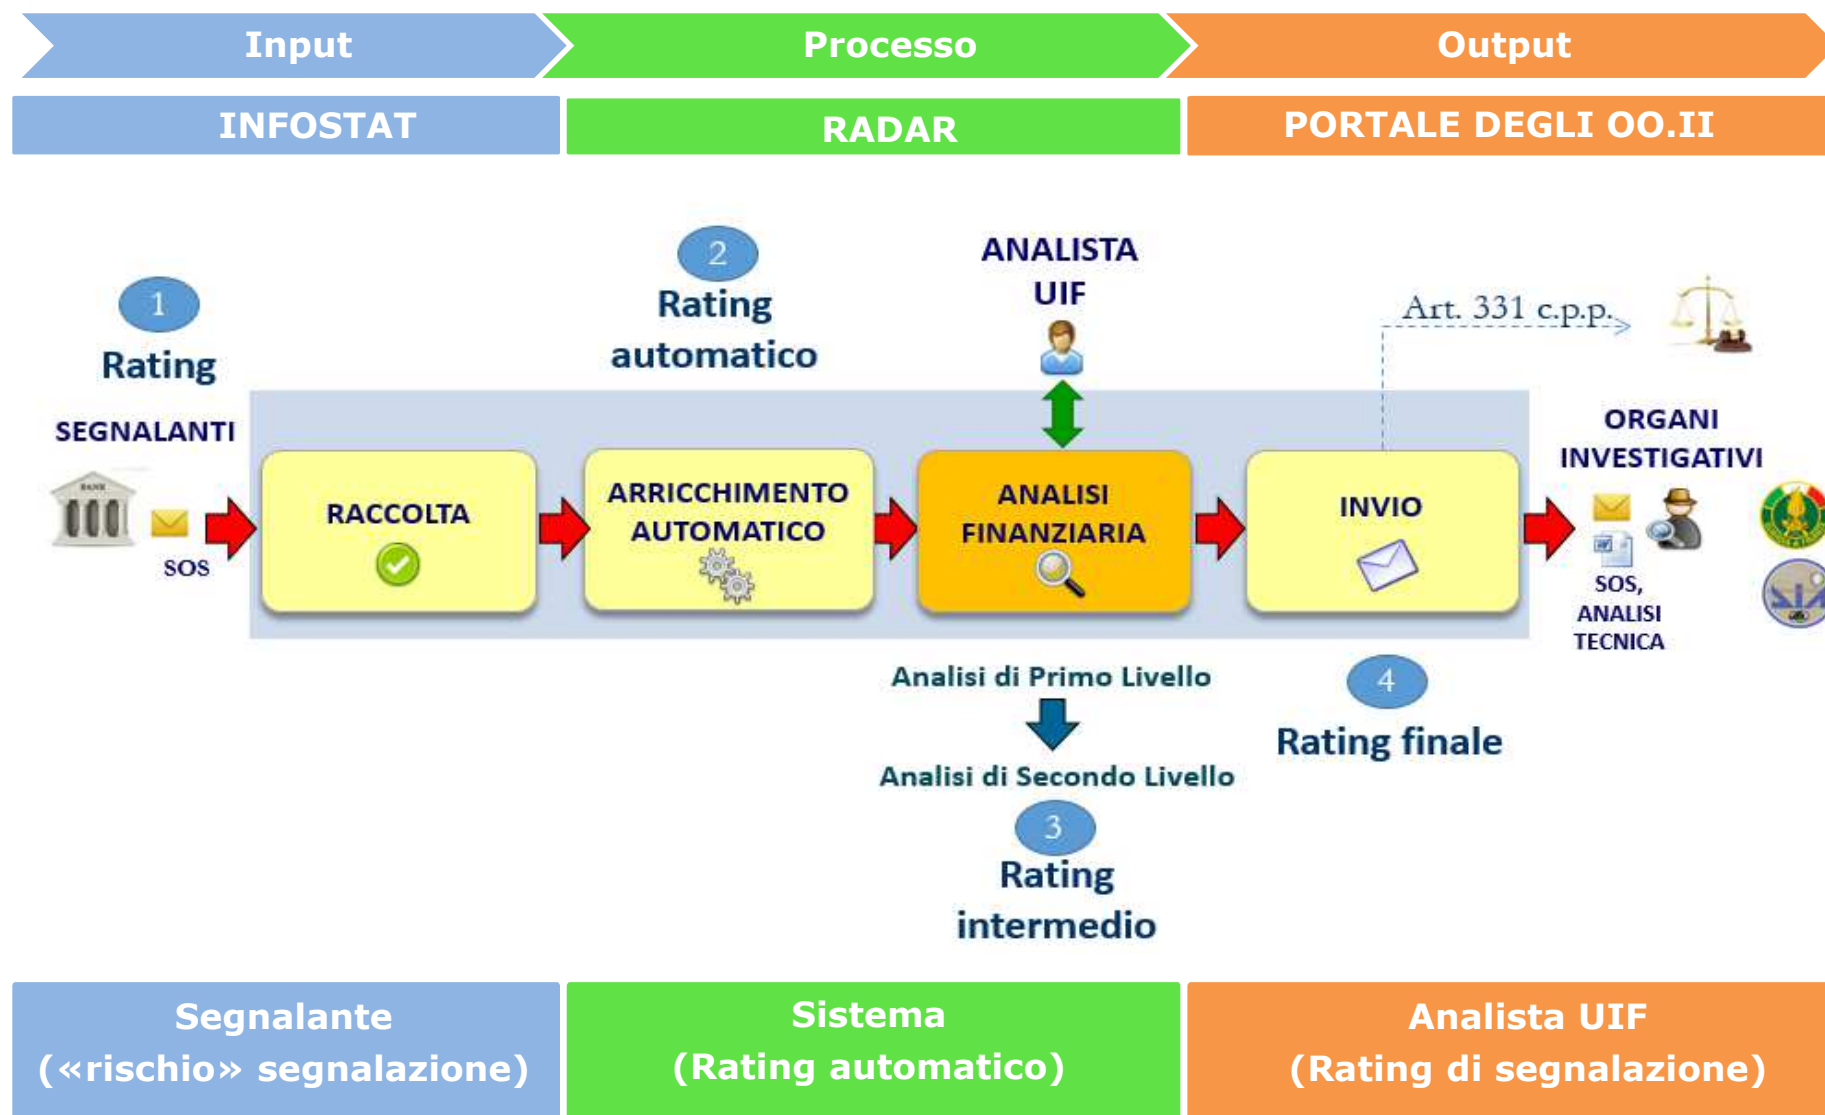 Input
Processo
Output
INFOSTAT
RADAR
PORTALE DEGLI OO.II
1
Rating
2
Rating
automatico
ANALISTA
UIF
Art. 331 c.p.p.
SEGNALANTI
BANK
SOS
RACCOLTA
ARRICCHIMENTO
AUTOMATICO
ANALISI
FINANZIARIA
INVIO
ORGANI
INVESTIGATIVI
SOS,
ANALISI
TECNICA
Analisi di Primo Livello
Analisi di Secondo Livello
3
Rating
intermedio
4
Rating finale
Segnalante
(«rischio» segnalazione)
Sistema
(Rating automatico)
Analista UIF
(Rating di segnalazione)